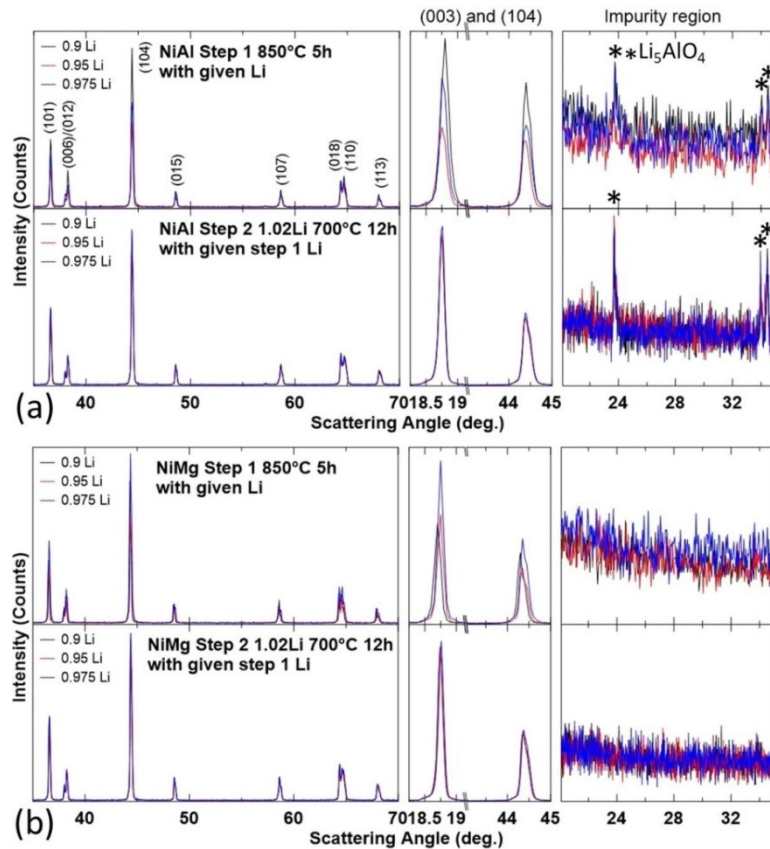 (003) and (104)
Impurity region
(a)
0.9 Li
0.95 Li
0.975 Li
NiAl Step 1 850°C 5h
with given Li
(101)
(006)/(012)
(104)
(015)
(107)
(018)
(110)
(113)
* *Li5AlO4
* *
0.9 Li
0.95 Li
0.975 Li
NiAl Step 2 1.02Li 700°C 12h
with given step 1 Li
*
* *
Intensity (Counts)
40 50 60 70 18.5 19 44 45 24 28 32
Scattering Angle (deg.)
0.9 Li
0.95 Li
0.975 Li
NiMg Step 1 850°C 5h
with given Li
0.9 Li
0.95 Li
0.975 Li
NiMg Step 2 1.02Li 700°C 12h
with given step 1 Li
Intensity (Counts)
(b)
40 50 60 70 18.5 19 44 45 24 28 32
Scattering Angle (deg.)